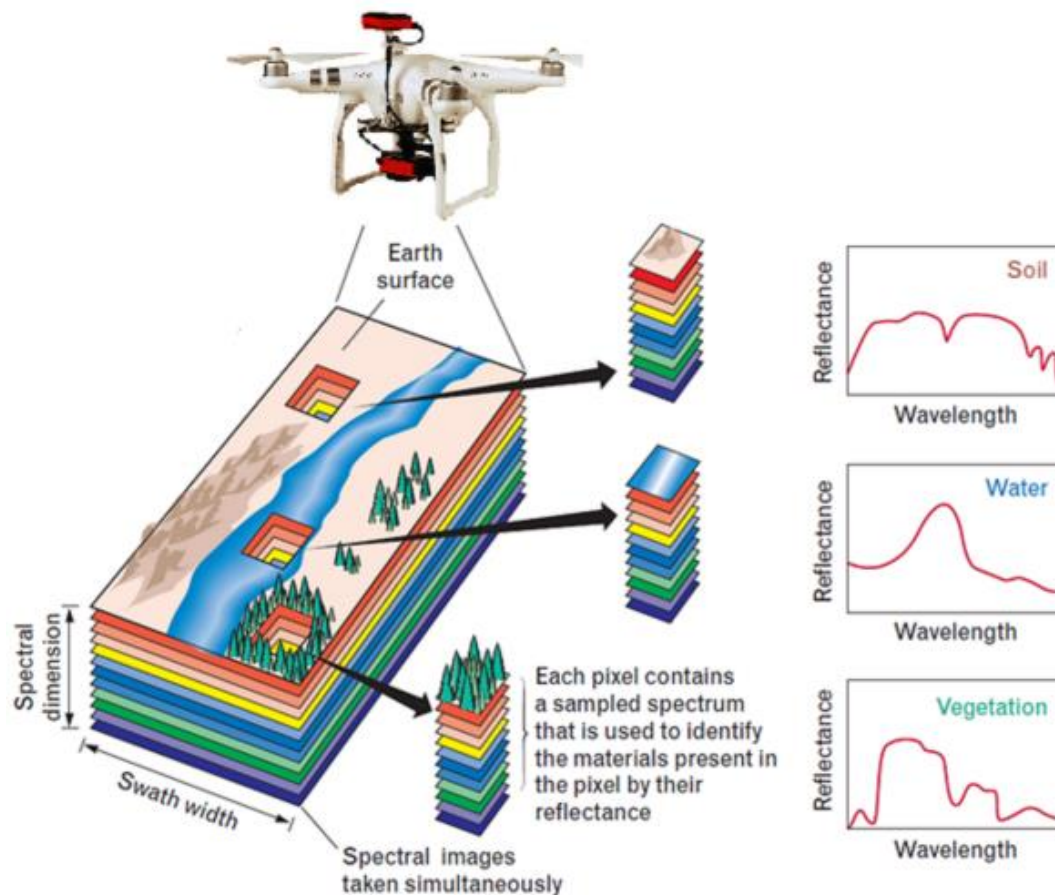 Earth
surface
Spectral
dimension
Swath width
Spectral images
taken simultaneously
Each pixel contains
a sampled spectrum
that is used to identify
the materials present in
the pixel by their
reflectance
Soil
Reflectance
Wavelength
Water
Reflectance
Wavelength
Vegetation
Reflectance
Wavelength